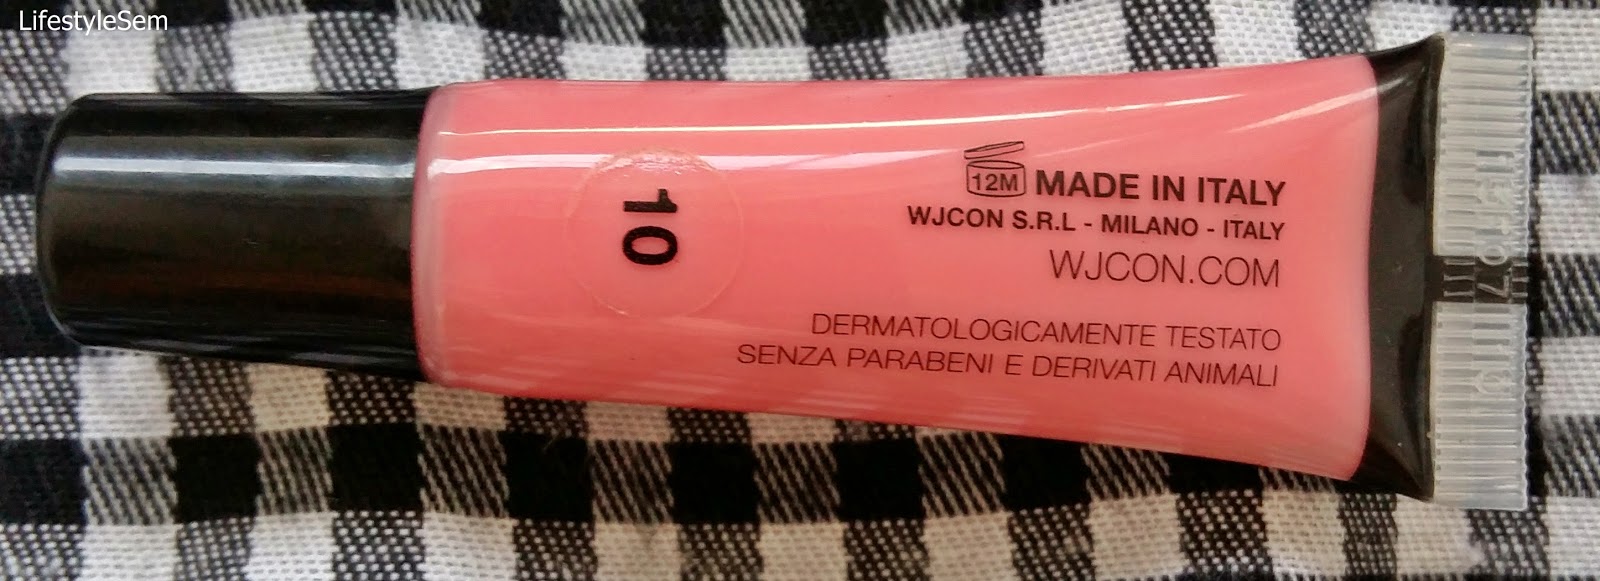 LifestyleSem
10
12M MADE IN ITALY
WJCON S.R.L - MILANO - ITALY
WJCON.COM
DERMATOLOGICAMENTE TESTATO
SENZA PARABENI E DERIVATI ANIMALI